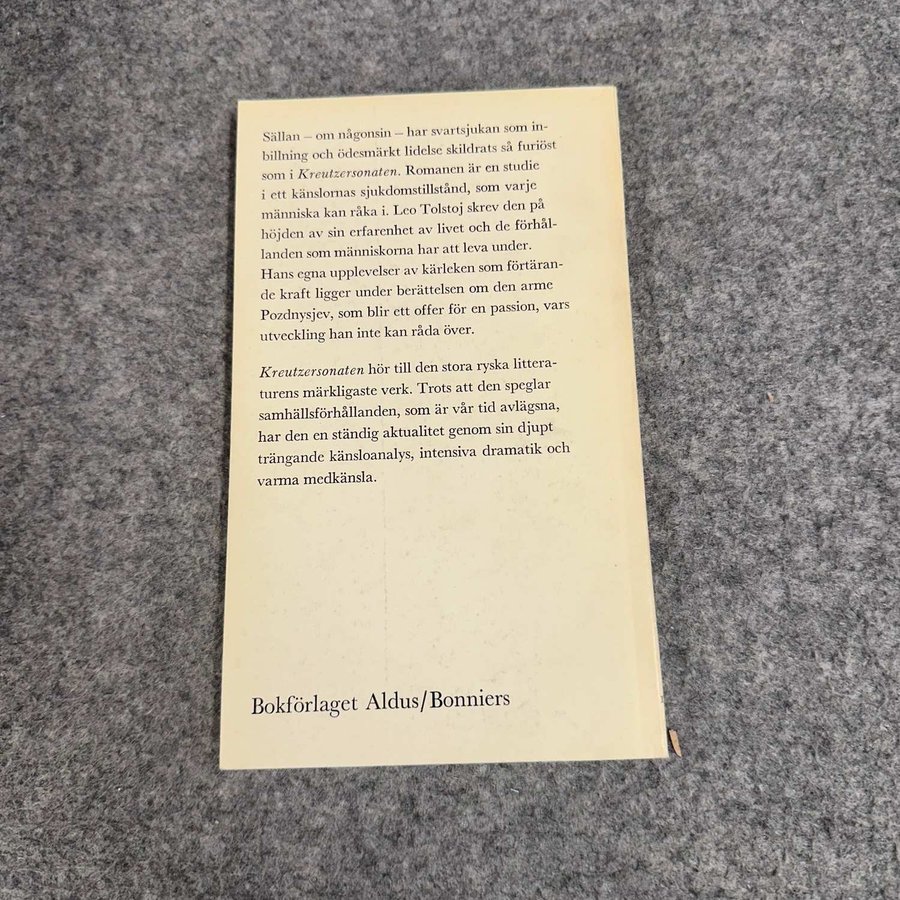 Sällan – om någonsin – har svartsjukan som in-
billning och ödesmärkt lidelse skildrats så furiöst
som i Kreutzersonaten. Romanen är en studie
i ett känslornas sjukdomstillstånd, som varje
människa kan råka i. Leo Tolstoj skrev den på
höjden av sin erfarenhet av livet och de förhål-
landen som människorna har att leva under.
Hans egna upplevelser av kärleken som förtäran-
de kraft ligger under berättelsen om den arme
Pozdnysjev, som blir ett offer för en passion, vars
utveckling han inte kan råda över.
Kreutzersonaten hör till den stora ryska littera-
turens märkligaste verk. Trots att den speglar
samhällsförhållanden, som är vår tid avlägsna,
har den en ständig aktualitet genom sin djupt
trängande känsloanalys, intensiva dramatik och
varma medkänsla.
Bokförlaget Aldus/Bonniers